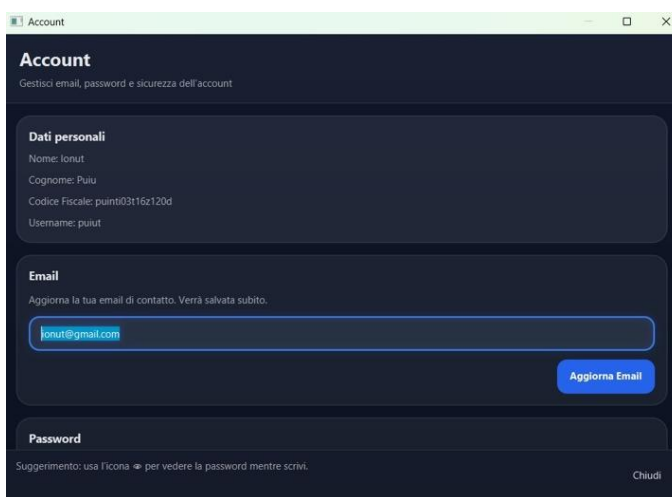 Account
Account
Gestisci email, password e sicurezza dell'account
Dati personali
Nome: Ionut
Cognome: Puiu
Codice Fiscale: puinti03t16z120d
Username: puiut
Email
Aggiorna la tua email di contatto. Verrà salvata subito.
ionut@gmail.com
Aggiorna Email
Password
Suggerimento: usa l'icona 👁 per vedere la password mentre scrivi.
Chiudi